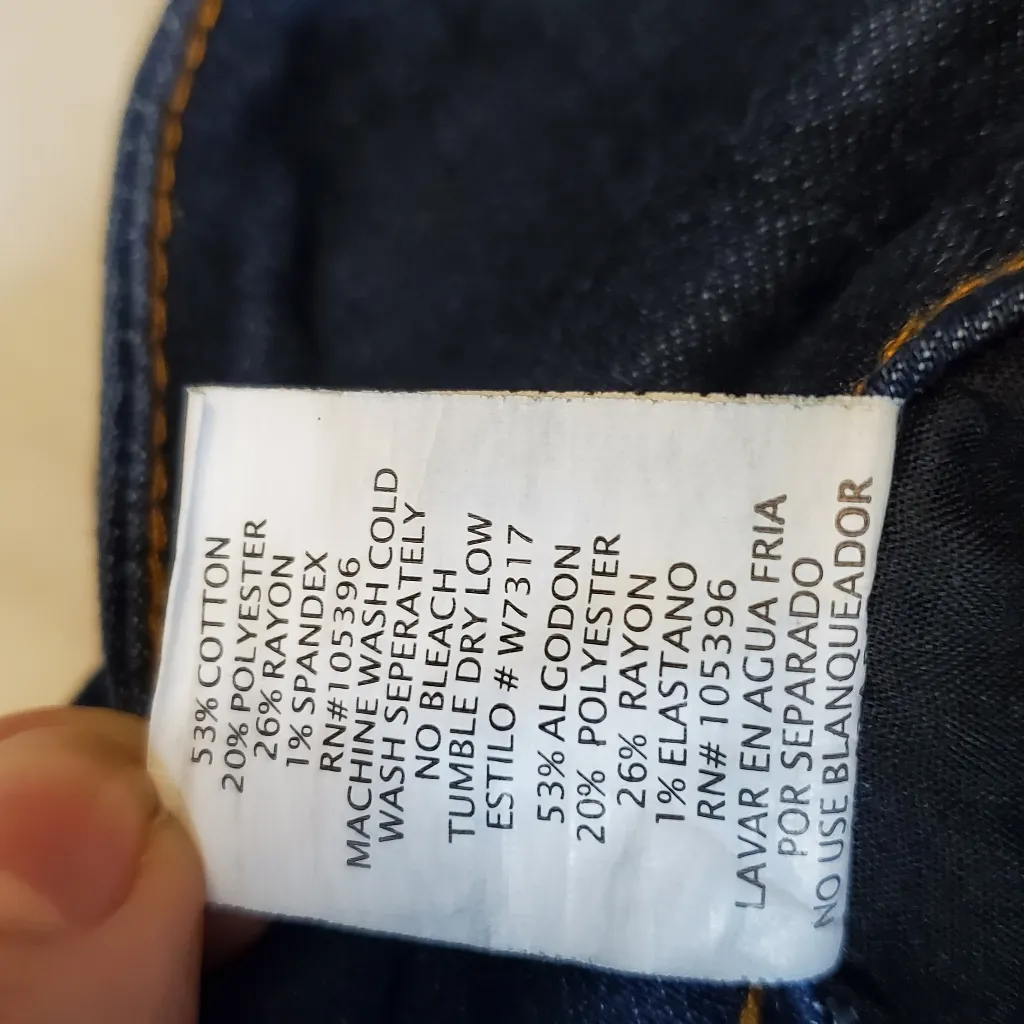 53% COTTON
20% POLYESTER
26% RAYON
1% SPANDEX
RN#105396
MACHINE WASH COLD
WASH SEPERATELY
NO BLEACH
TUMBLE DRY LOW
ESTILO # W7317
53% ALGODON
20% POLYESTER
26% RAYON
1% ELASTANO
RN# 105396
LAVAR EN AGUA FRIA
POR SEPARADO
NO USE BLANQUEADOR